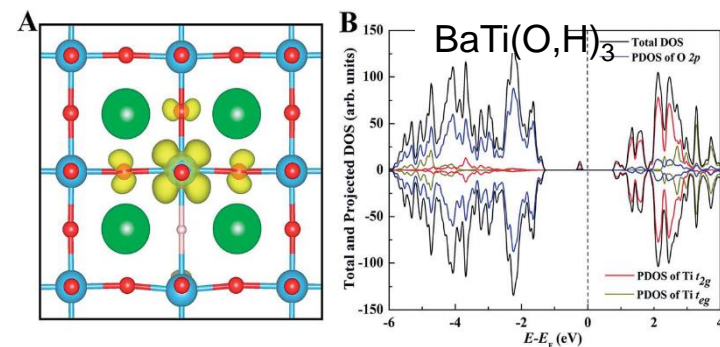 A
B
BaTi(O,H)3
Total DOS
PDOS of O 2p
PDOS of Ti t2g
PDOS of Ti teg
Total and Projected DOS (arb. units)
150
100
50
0
-50
-100
-150
-6
-4
-2
0
2
4
E-EF (eV)